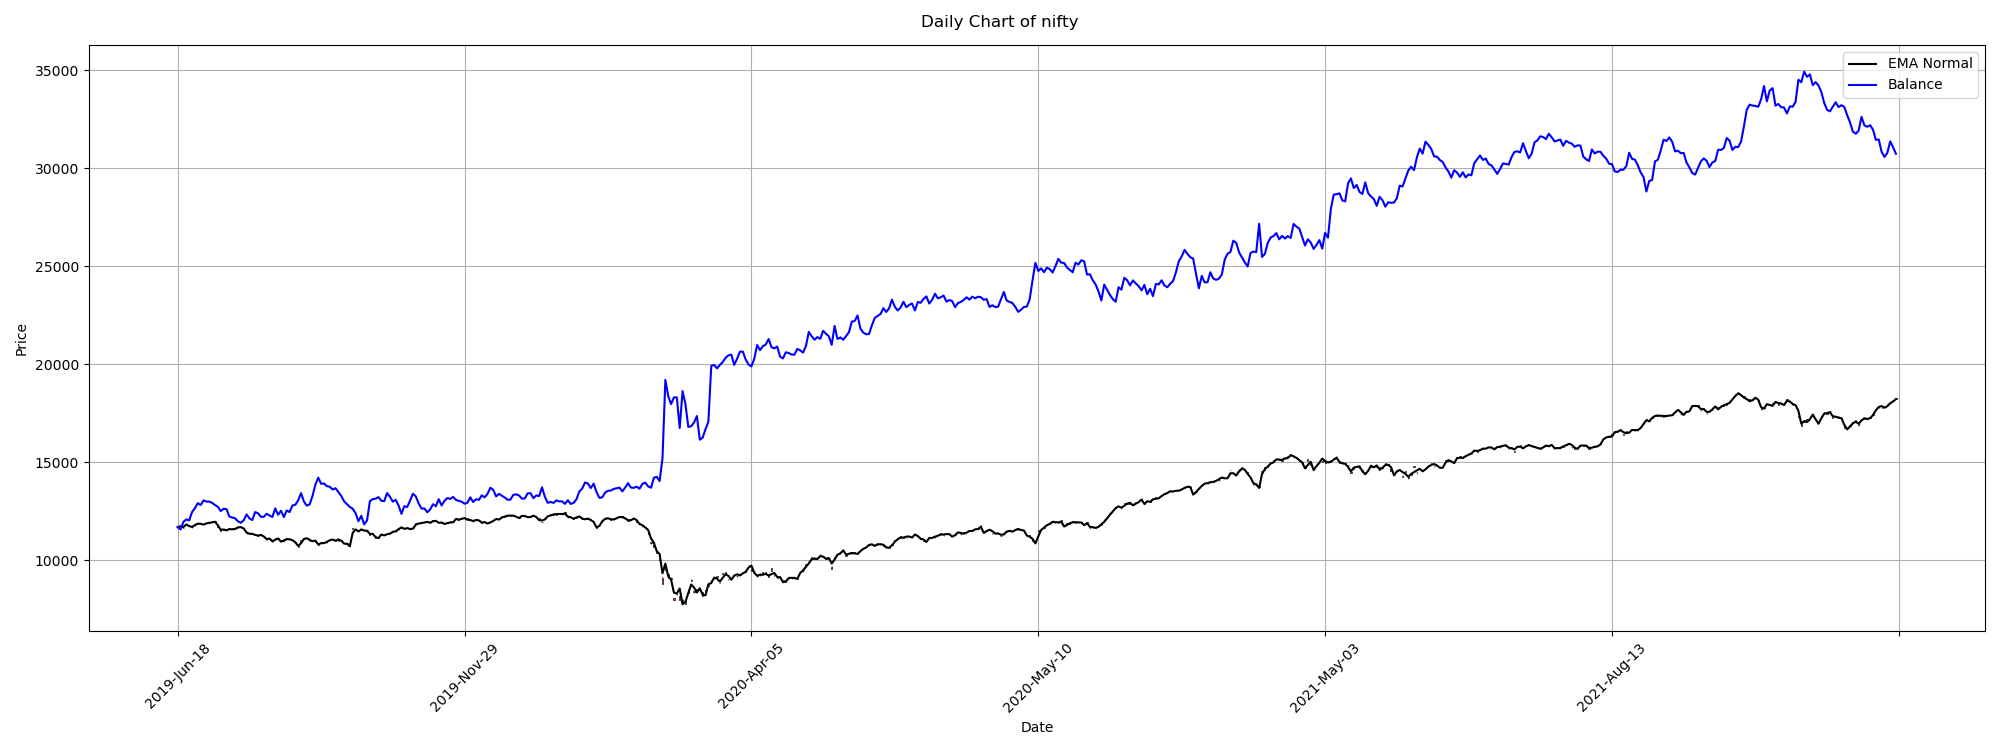 Daily Chart of nifty
EMA Normal
Balance
35000
30000
25000
20000
15000
10000
Price
2019-Jun-18
2019-Nov-29
2020-Apr-05
2020-May-10
2021-May-03
2021-Aug-13
Date